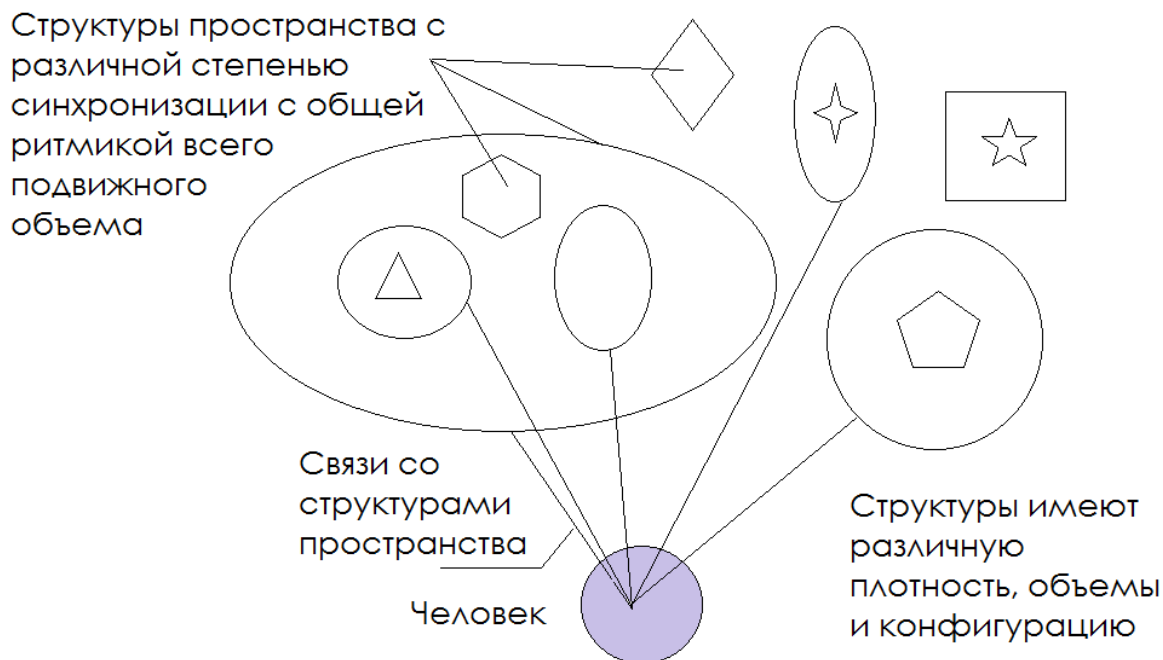 Структуры пространства с
различной степенью
синхронизации с общей
ритмикой всего
подвижного
объема
Связи со
структурами
пространства
Человек
Структуры имеют
различную
плотность, объемы
и конфигурацию